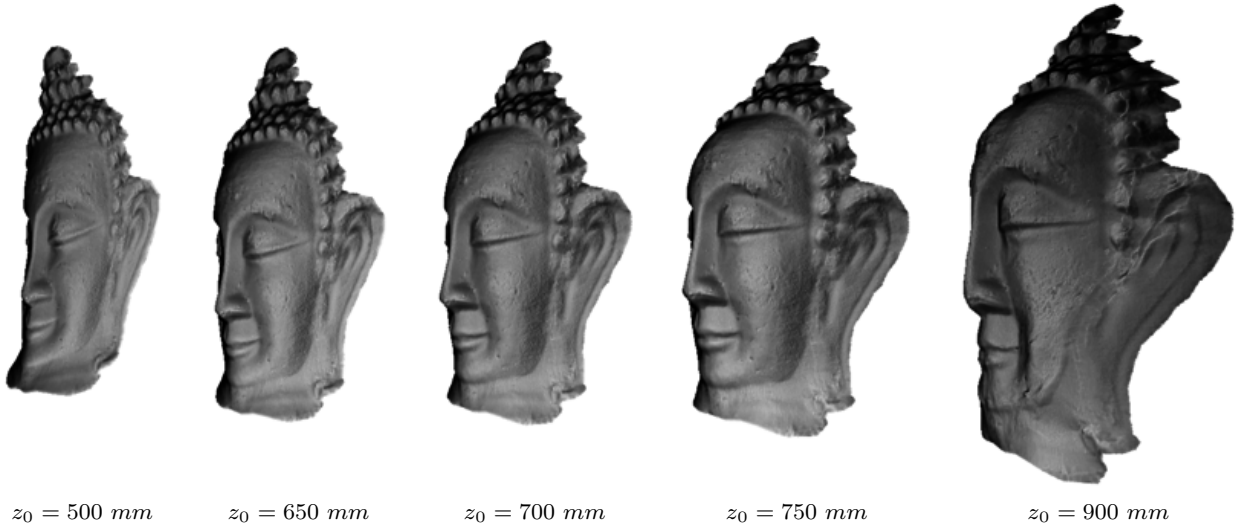 z₀ = 500 mm z₀ = 650 mm z₀ = 700 mm z₀ = 750 mm z₀ = 900 mm